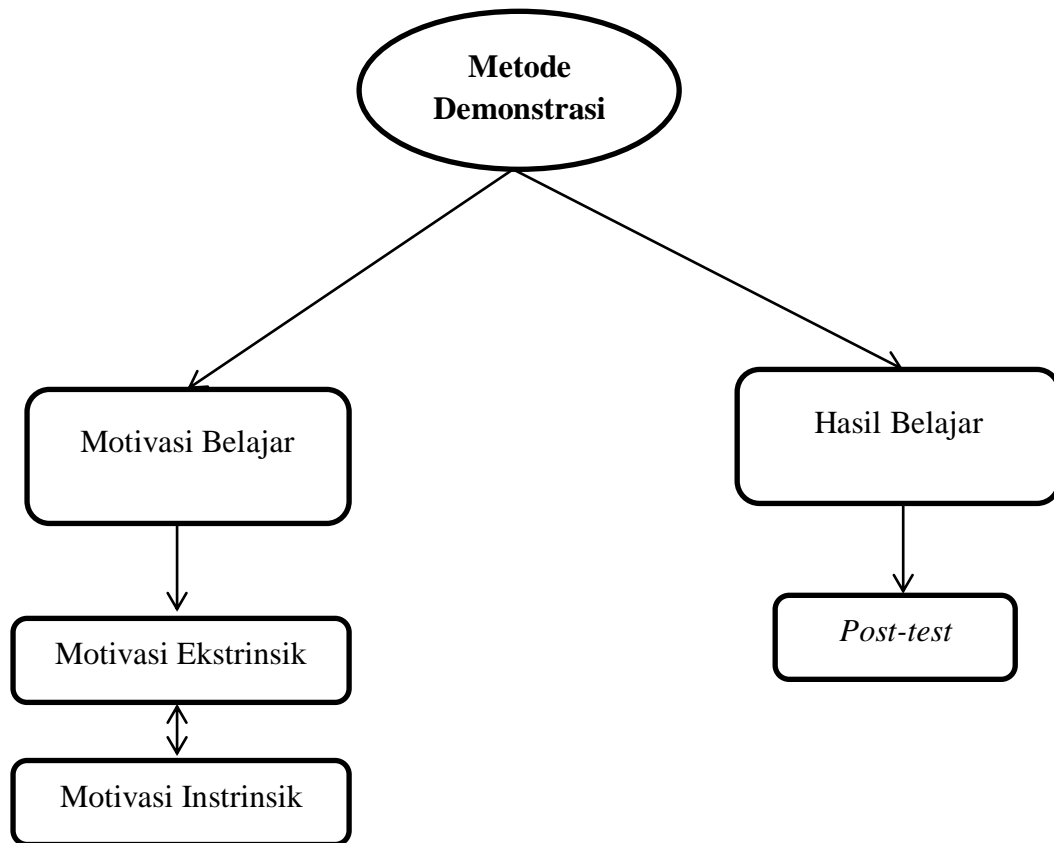 Metode
Demonstrasi
Motivasi Belajar
Hasil Belajar
Motivasi Ekstrinsik
Post-test
Motivasi Instrinsik